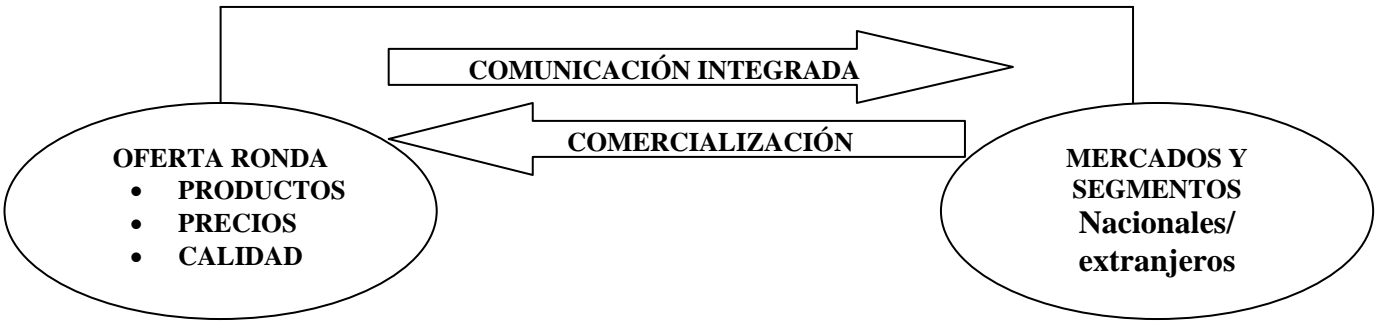 COMUNICACIÓN INTEGRADA
COMERCIALIZACIÓN
OFERTA RONDA
• PRODUCTOS
• PRECIOS
• CALIDAD
MERCADOS Y
SEGMENTOS
Nacionales/
extranjeros